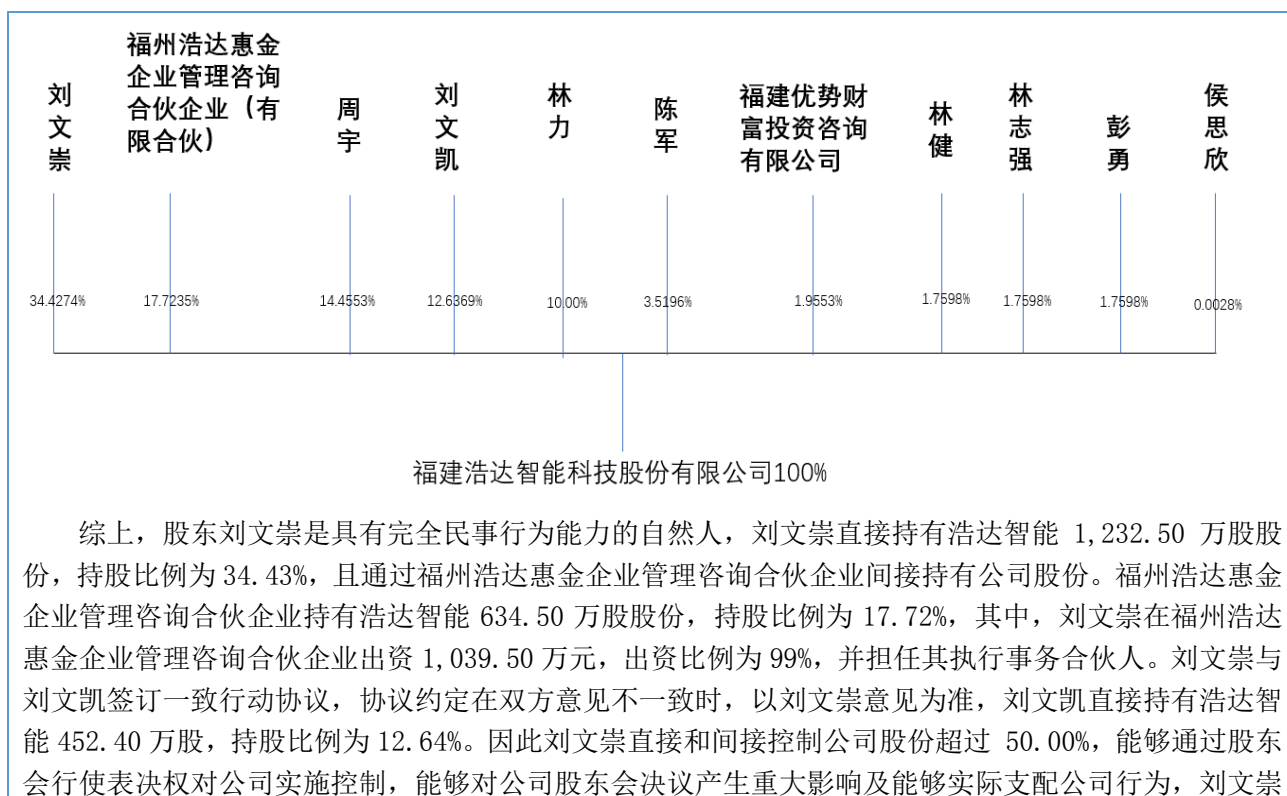 刘文崇
福州浩达惠金
企业管理咨询
合伙企业（有
限合伙）
周宇
刘文凯
林力
陈军
福建优势财
富投资咨询
有限公司
林健
林志强
彭勇
侯思欣
34.4274%
17.7235%
14.4553%
12.6369%
10.00%
3.5196%
1.9553%
1.7598%
1.7598%
1.7598%
0.0028%
福建浩达智能科技股份有限公司100%
综上，股东刘文崇是具有完全民事行为能力的自然人，刘文崇直接持有浩达智能 1,232.50 万股股
份，持股比例为 34.43%，且通过福州浩达惠金企业管理咨询合伙企业间接持有公司股份。福州浩达惠金
企业管理咨询合伙企业持有浩达智能 634.50 万股股份，持股比例为 17.72%，其中，刘文崇在福州浩达
惠金企业管理咨询合伙企业出资 1,039.50 万元，出资比例为 99%，并担任其执行事务合伙人。刘文崇与
刘文凯签订一致行动协议，协议约定在双方意见不一致时，以刘文崇意见为准，刘文凯直接持有浩达智
能 452.40 万股，持股比例为 12.64%。因此刘文崇直接和间接控制公司股份超过 50.00%，能够通过股东
会行使表决权对公司实施控制，能够对公司股东会决议产生重大影响及能够实际支配公司行为，刘文崇